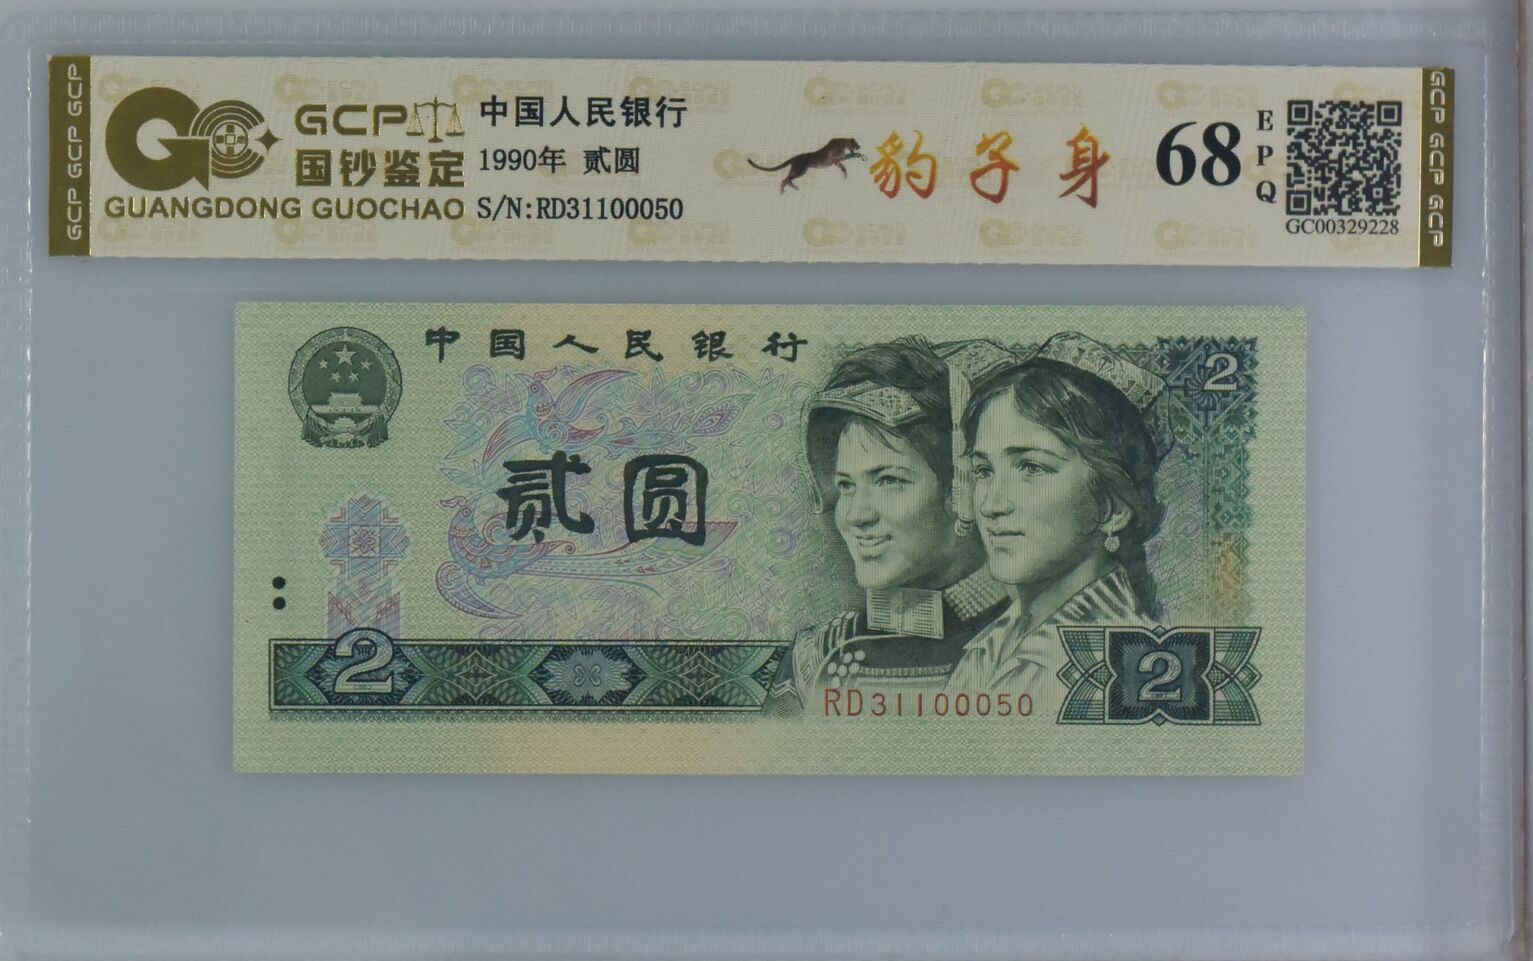 GCP GCP GCP
GCP
国钞鉴定
GUANGDONG GUOCHAO
中国人民银行
1990年 贰圆
S/N:RD31100050
豹子身
68
EPQ
GC00329228
GCP GCP GCP
中国人民银行
2
贰圆
2
RD31100050
2